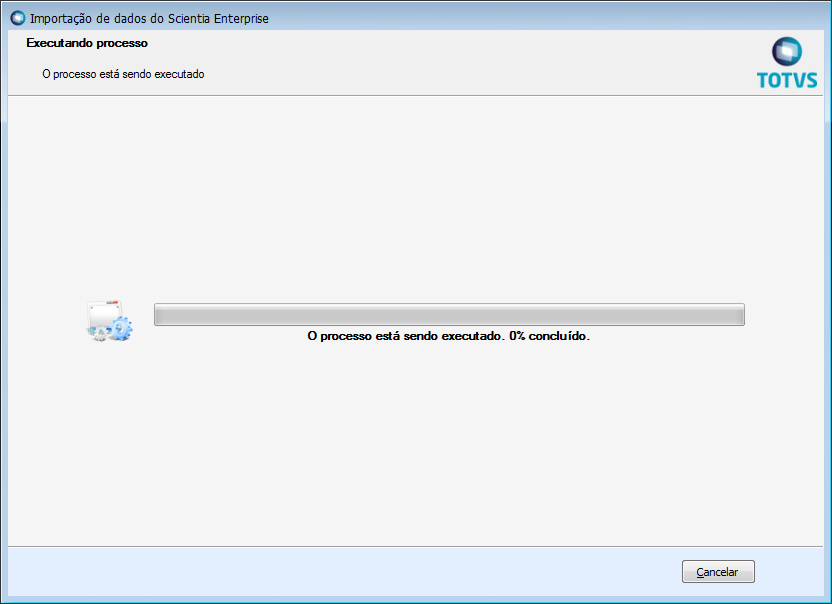 Importação de dados do Scientia Enterprise
Executando processo
O processo está sendo executado
TOTVS
O processo está sendo executado. 0% concluído.
Cancelar